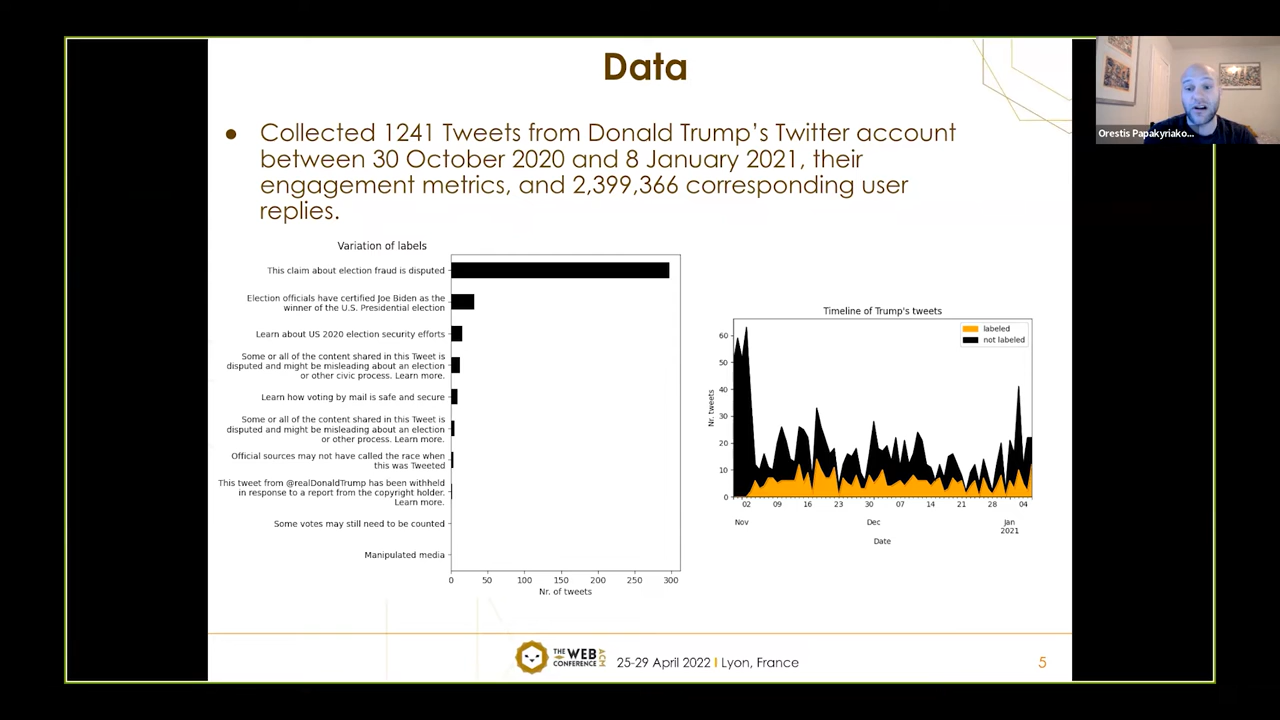 Data
Orestis Papakyriako...
● Collected 1241 Tweets from Donald Trump’s Twitter account
between 30 October 2020 and 8 January 2021, their
engagement metrics, and 2,399,366 corresponding user
replies.
Variation of labels
This claim about election fraud is disputed
Election officials have certified Joe Biden as the
winner of the U.S. Presidential election
Learn about US 2020 election security efforts
Some or all of the content shared in this Tweet is
disputed and might be misleading about an election
or other civic process. Learn more.
Learn how voting by mail is safe and secure
Some or all of the content shared in this Tweet is
disputed and might be misleading about an election
or other process. Learn more.
Official sources may not have called the race when
this was Tweeted
This tweet from @realDonaldTrump has been withheld
in response to a report from the copyright holder.
Learn more.
Some votes may still need to be counted
Manipulated media
0 50 100 150 200 250 300
Nr. of tweets
Timeline of Trump's tweets
labeled
not labeled
60
50
40
30
20
10
0
Nr. tweets
02 09 16 23 30 07 14 21 28 04
Nov Dec Jan
2021
Date
THE WEB CONFERENCE ACM
25-29 April 2022 I Lyon, France
5